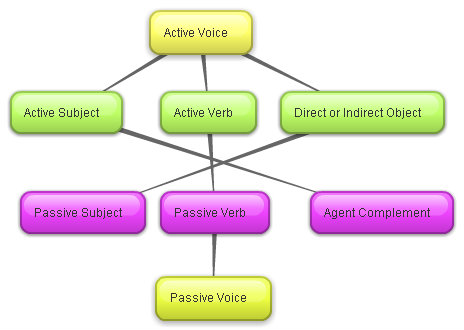 Active Voice
Active Subject
Active Verb
Direct or Indirect Object
Passive Subject
Passive Verb
Agent Complement
Passive Voice